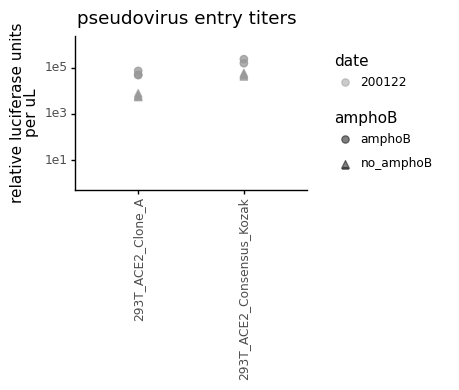 pseudovirus entry titers
relative luciferase units
per uL
1e5
1e3
1e1
293T_ACE2_Clone_A
293T_ACE2_Consensus_Kozak
date
200122
amphoB
amphoB
no_amphoB